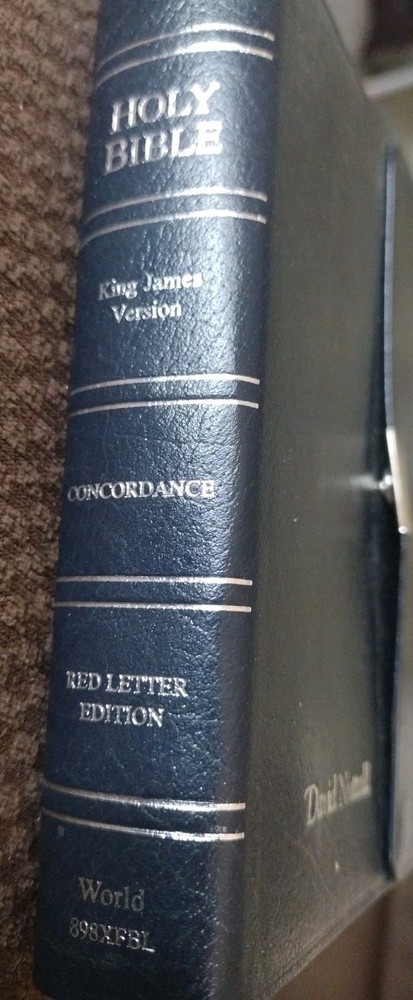 HOLY
BIBLE
King James
Version
CONCORDANCE
RED LETTER
EDITION
World
898XFBL
David